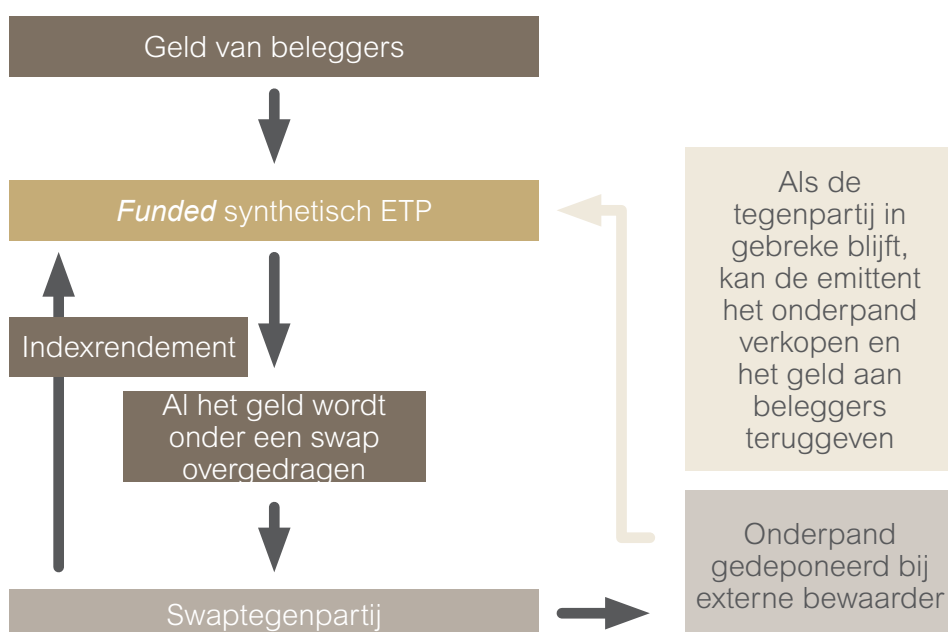 Geld van beleggers
Funded synthetisch ETP
Indexrendement
Al het geld wordt
onder een swap
overgedragen
Swaptegenpartij
Als de
tegenpartij in
gebreke blijft,
kan de emittent
het onderpand
verkopen en
het geld aan
beleggers
teruggeven
Onderpand
gedeponeerd bij
externe bewaarder